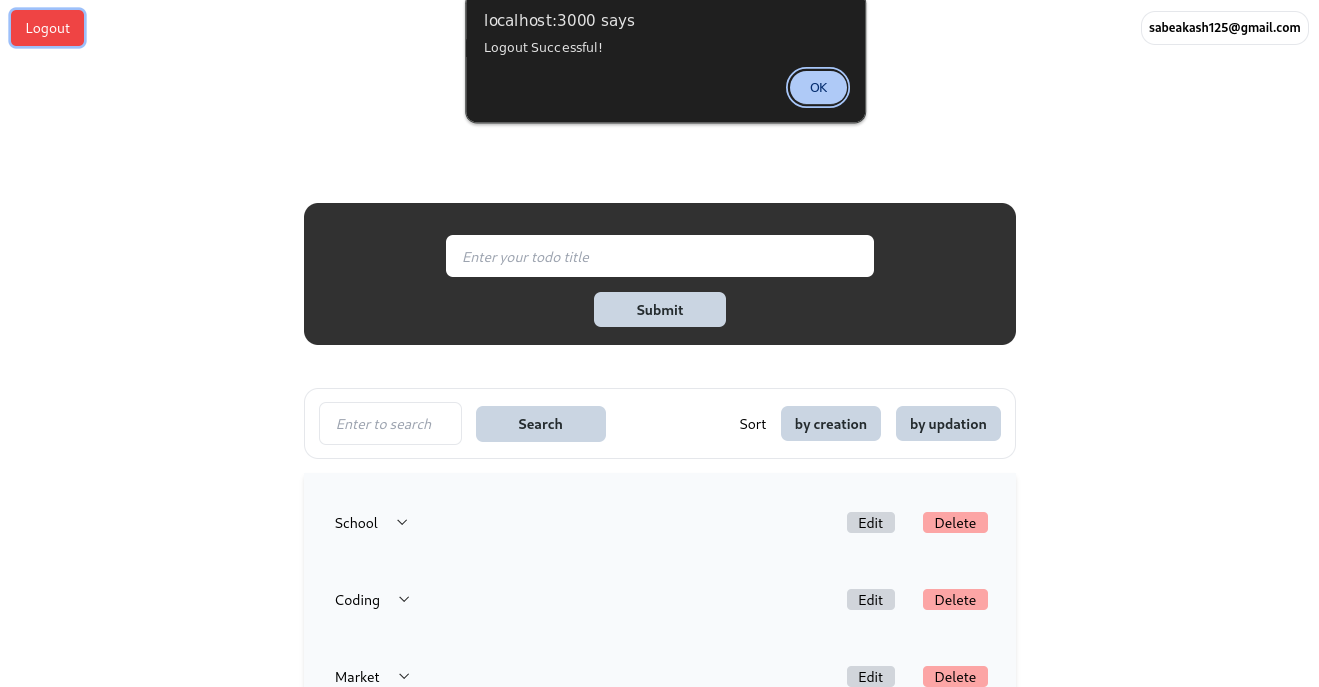 Logout
localhost:3000 says
Logout Successful!
OK
sabeakash125@gmail.com
Enter your todo title
Submit
Enter to search
Search
Sort
by creation
by updation
School
Edit
Delete
Coding
Edit
Delete
Market
Edit
Delete